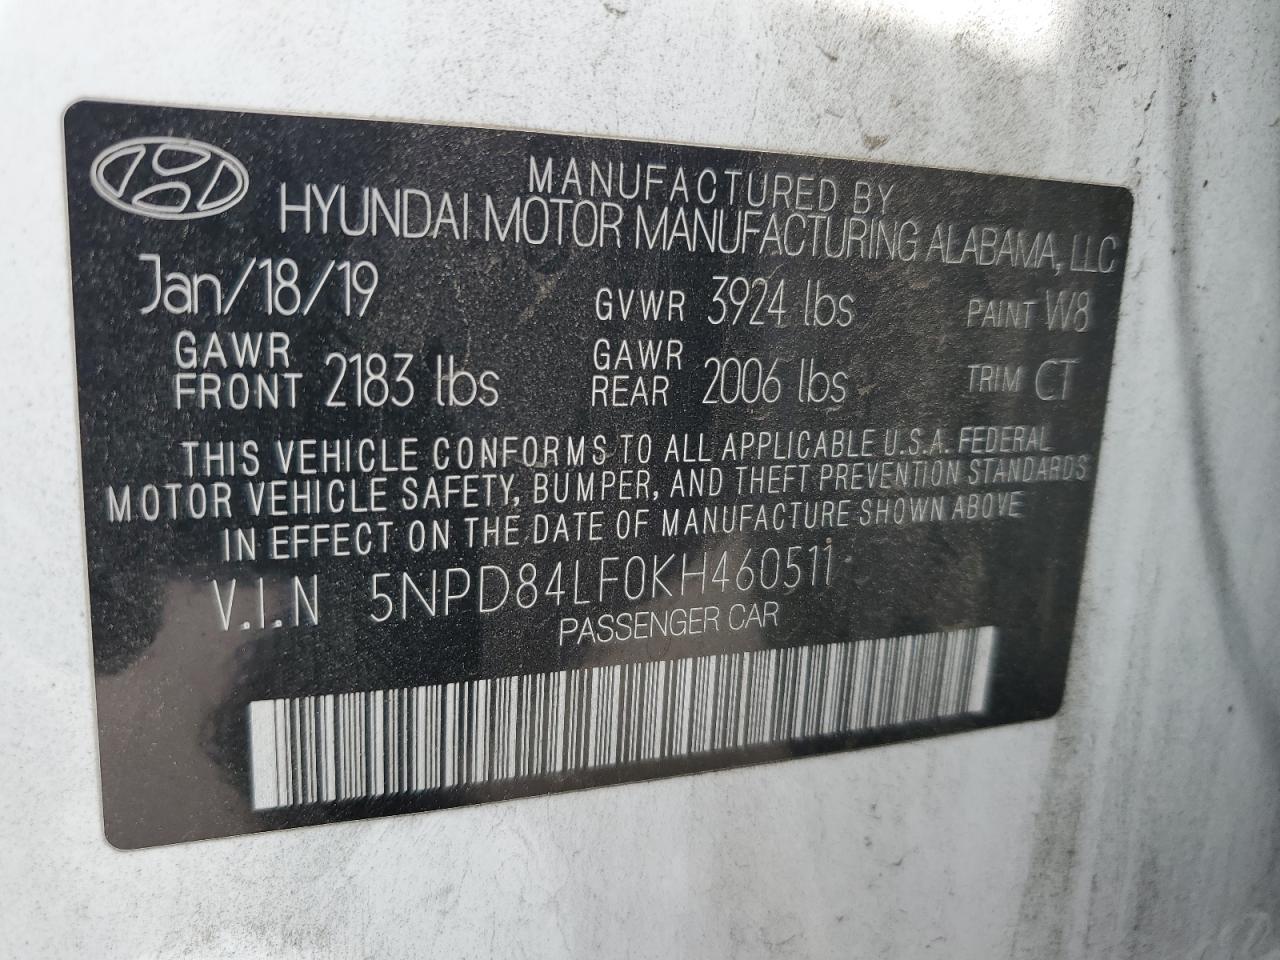 MANUFACTURED BY
HYUNDAI MOTOR MANUFACTURING ALABAMA, LLC
Jan/18/19 GVWR 3924 lbs PAINT W8
GAWR FRONT 2183 lbs GAWR REAR 2006 lbs TRIM CT
THIS VEHICLE CONFORMS TO ALL APPLICABLE U.S.A. FEDERAL
MOTOR VEHICLE SAFETY, BUMPER, AND THEFT PREVENTION STANDARDS
IN EFFECT ON THE DATE OF MANUFACTURE SHOWN ABOVE
V.I.N 5NPD84LF0KH460511
PASSENGER CAR